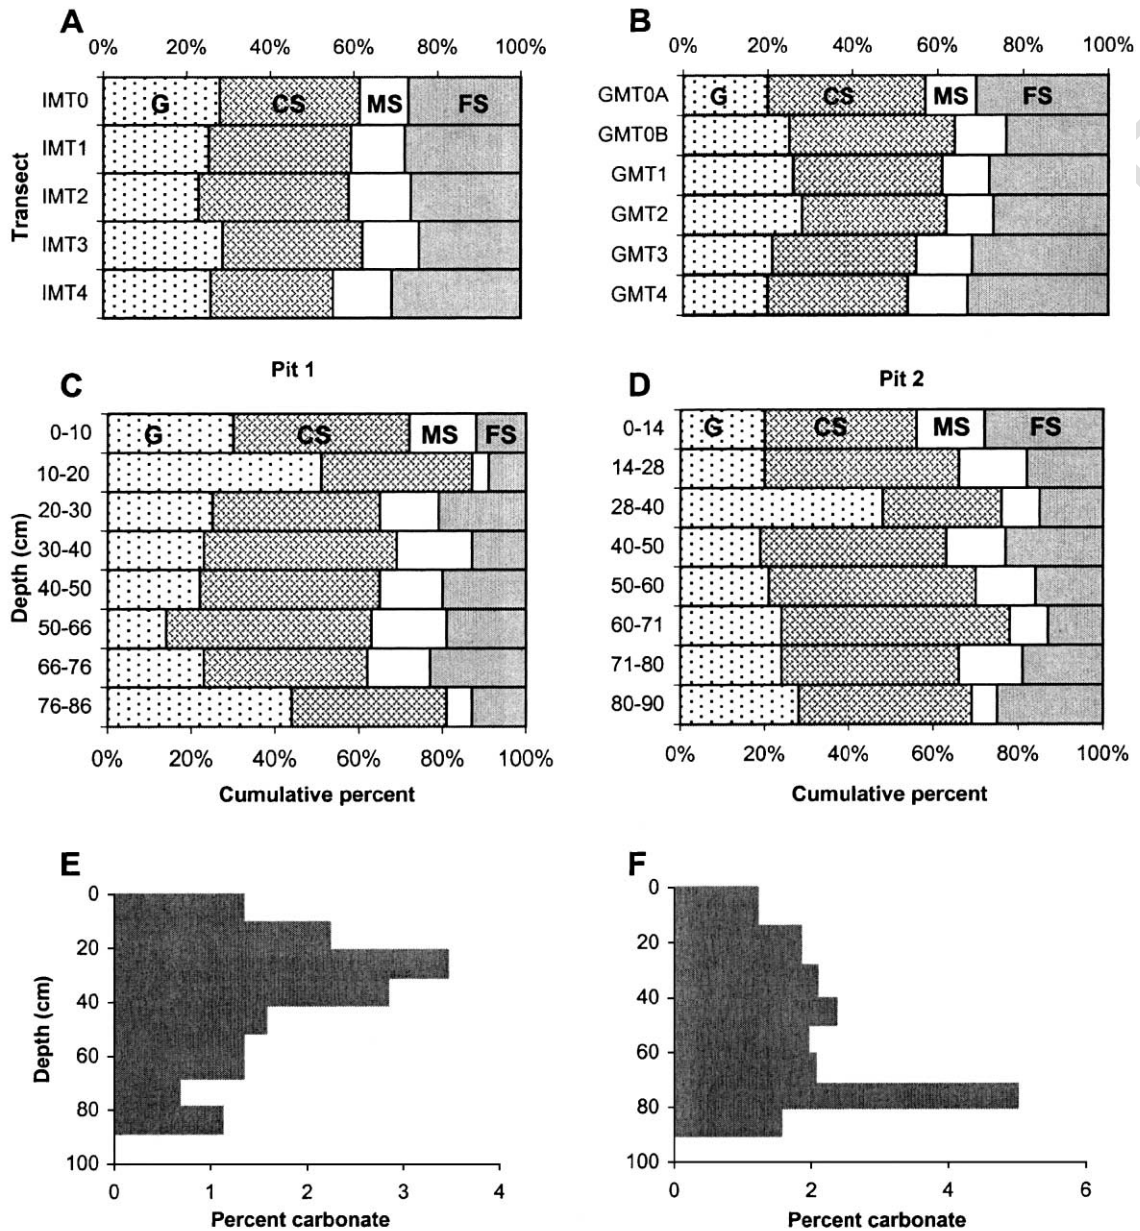 A
0% 20% 40% 60% 80% 100%
Transect
IMT0 G CS MS FS
IMT1
IMT2
IMT3
IMT4
B
0% 20% 40% 60% 80% 100%
GMT0A G CS MS FS
GMT0B
GMT1
GMT2
GMT3
GMT4
C
Pit 1
Depth (cm)
0-10 G CS MS FS
10-20
20-30
30-40
40-50
50-66
66-76
76-86
0% 20% 40% 60% 80% 100%
Cumulative percent
D
Pit 2
0-14 G CS MS FS
14-28
28-40
40-50
50-60
60-71
71-80
80-90
0% 20% 40% 60% 80% 100%
Cumulative percent
E
Depth (cm)
0
20
40
60
80
100
0 1 2 3 4
Percent carbonate
F
0
20
40
60
80
100
0 2 4 6
Percent carbonate